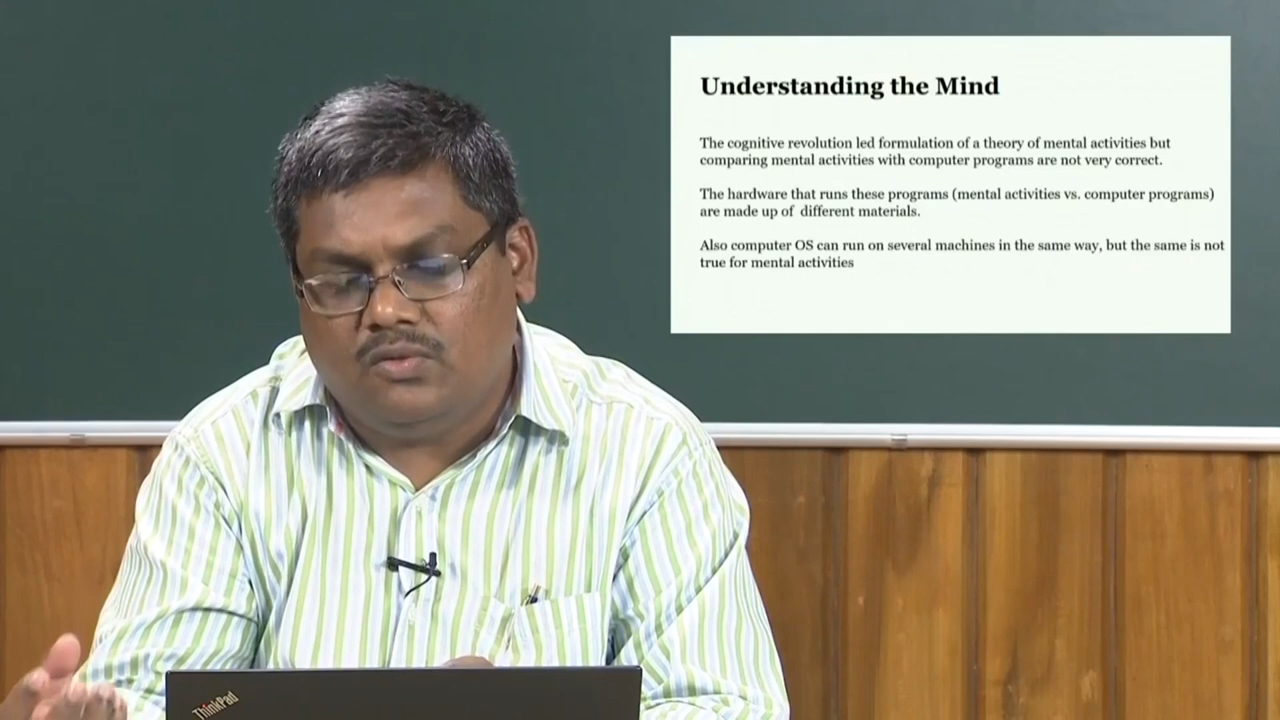 Understanding the Mind
The cognitive revolution led formulation of a theory of mental activities but
comparing mental activities with computer programs are not very correct.
The hardware that runs these programs (mental activities vs. computer programs)
are made up of different materials.
Also computer OS can run on several machines in the same way, but the same is not
true for mental activities
ThinkPad